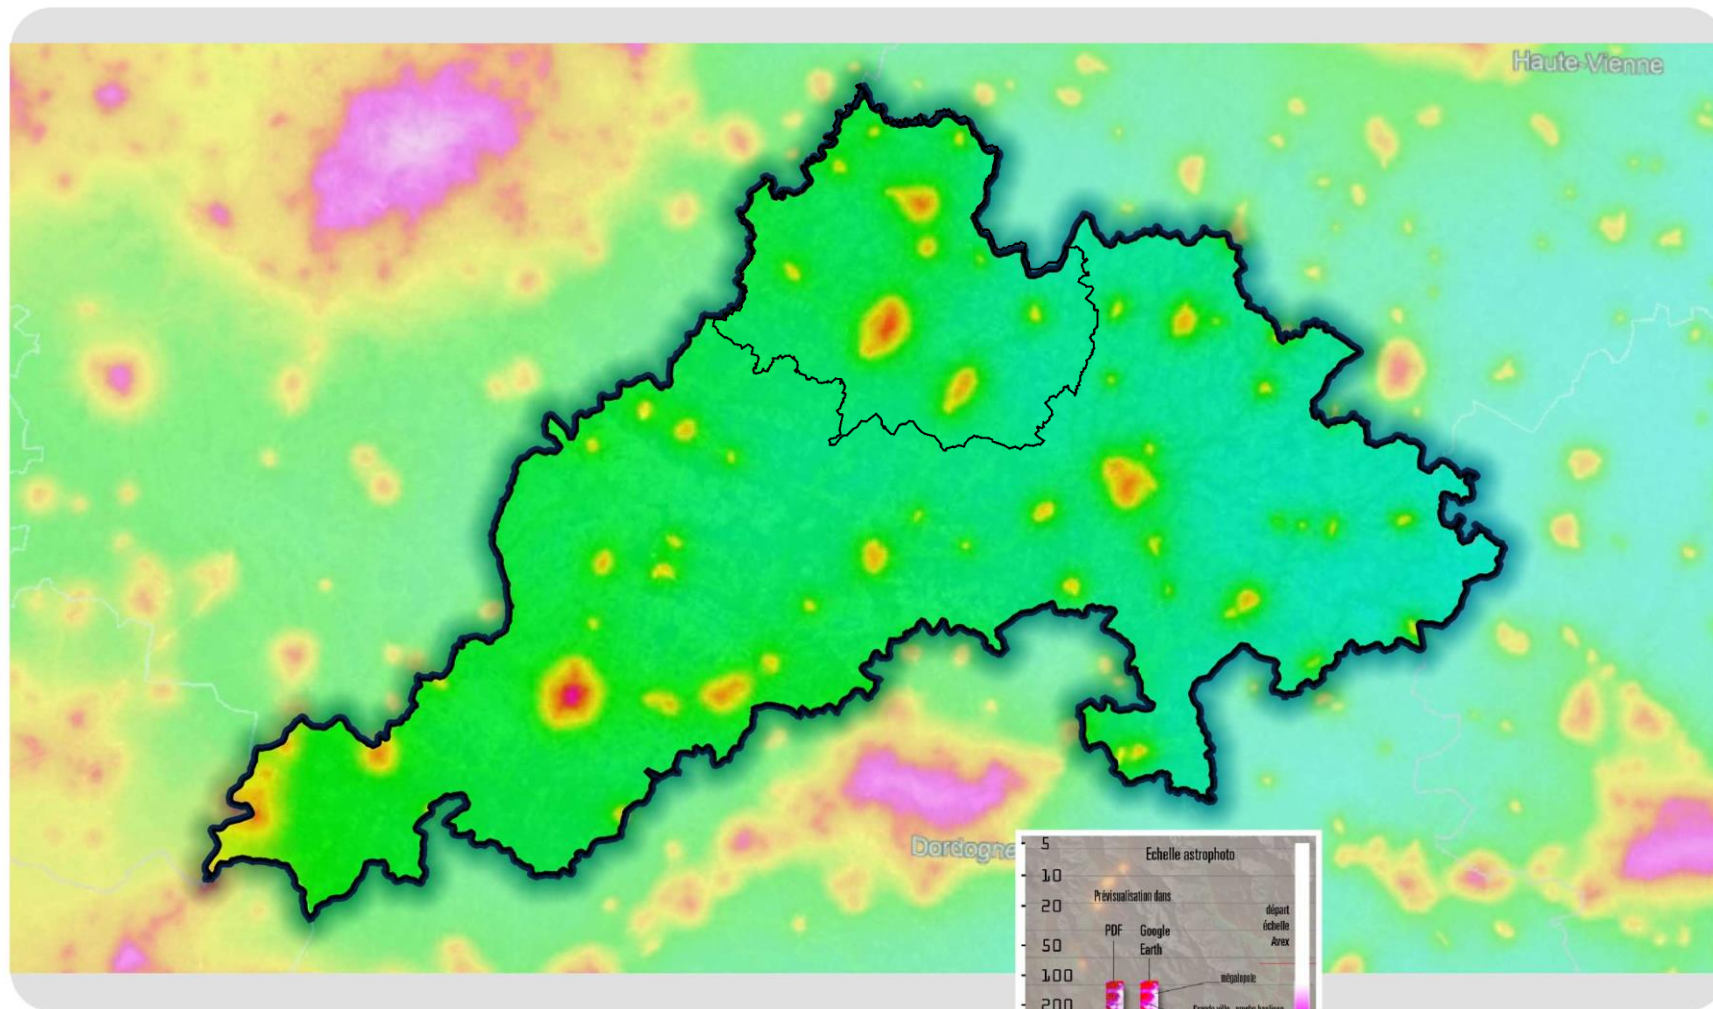 Haute-Vienne
Dordogne
5
Echelle astrophoto
10
Prévisualisation dans
20
départ
échelle
Avex
PDF
Google
Earth
50
100
mégalopole
200